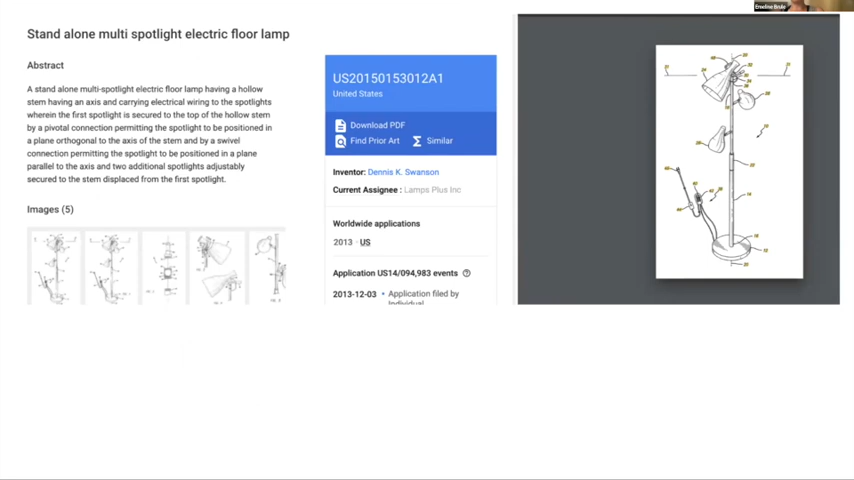 Emeline Brulé
Stand alone multi spotlight electric floor lamp
Abstract
A stand alone multi-spotlight electric floor lamp having a hollow
stem having an axis and carrying electrical wiring to the spotlights
wherein the first spotlight is secured to the top of the hollow stem
by a pivotal connection permitting the spotlight to be positioned in
a plane orthogonal to the axis of the stem and by a swivel
connection permitting the spotlight to be positioned in a plane
parallel to the axis and two additional spotlights adjustably
secured to the stem displaced from the first spotlight.
Images (5)
US20150153012A1
United States
Download PDF
Find Prior Art Similar
Inventor: Dennis K. Swanson
Current Assignee : Lamps Plus Inc
Worldwide applications
2013 · US
Application US14/094,983 events
2013-12-03 • Application filed by
Individual